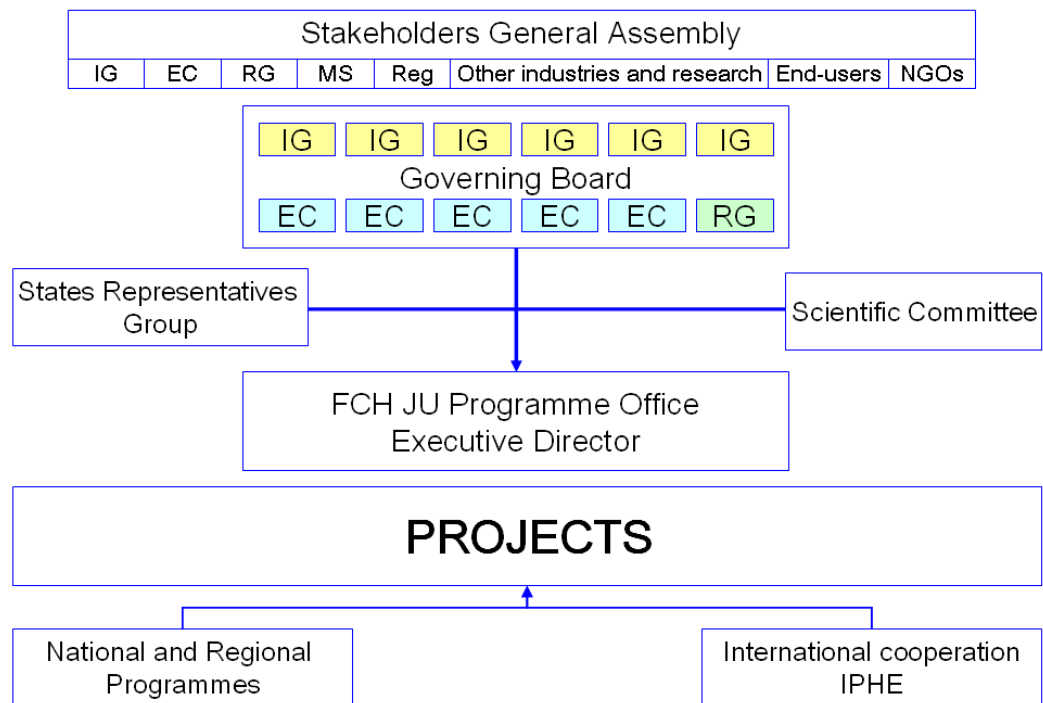 Stakeholders General Assembly
IG EC RG MS Reg Other industries and research End-users NGOs
IG IG IG IG IG IG
Governing Board
EC EC EC EC EC RG
States Representatives
Group
Scientific Committee
FCH JU Programme Office
Executive Director
PROJECTS
National and Regional
Programmes
International cooperation
IPHE